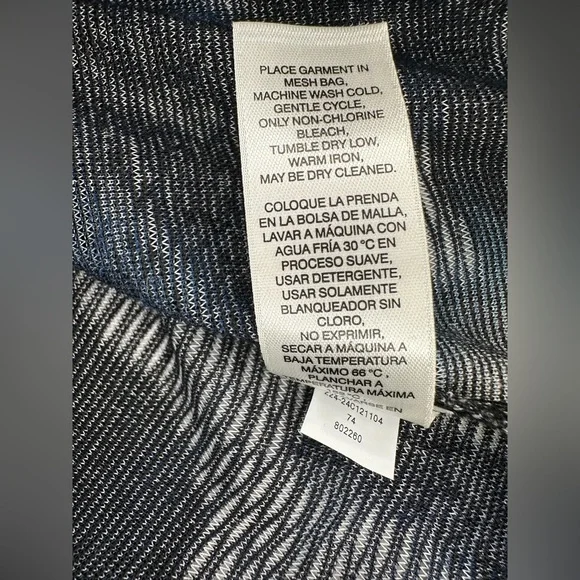 PLACE GARMENT IN
MESH BAG,
MACHINE WASH COLD,
GENTLE CYCLE,
ONLY NON-CHLORINE
BLEACH,
TUMBLE DRY LOW,
WARM IRON,
MAY BE DRY CLEANED.
COLOQUE LA PRENDA
EN LA BOLSA DE MALLA,
LAVAR A MÁQUINA CON
AGUA FRÍA 30 °C EN
PROCESO SUAVE,
USAR DETERGENTE,
USAR SOLAMENTE
BLANQUEADOR SIN
CLORO,
NO EXPRIMIR,
SECAR A MÁQUINA A
BAJA TEMPERATURA
MÁXIMO 66 °C ,
PLANCHAR A
TEMPERATURA MÁXIMA
EN
224-240121104
74
802260